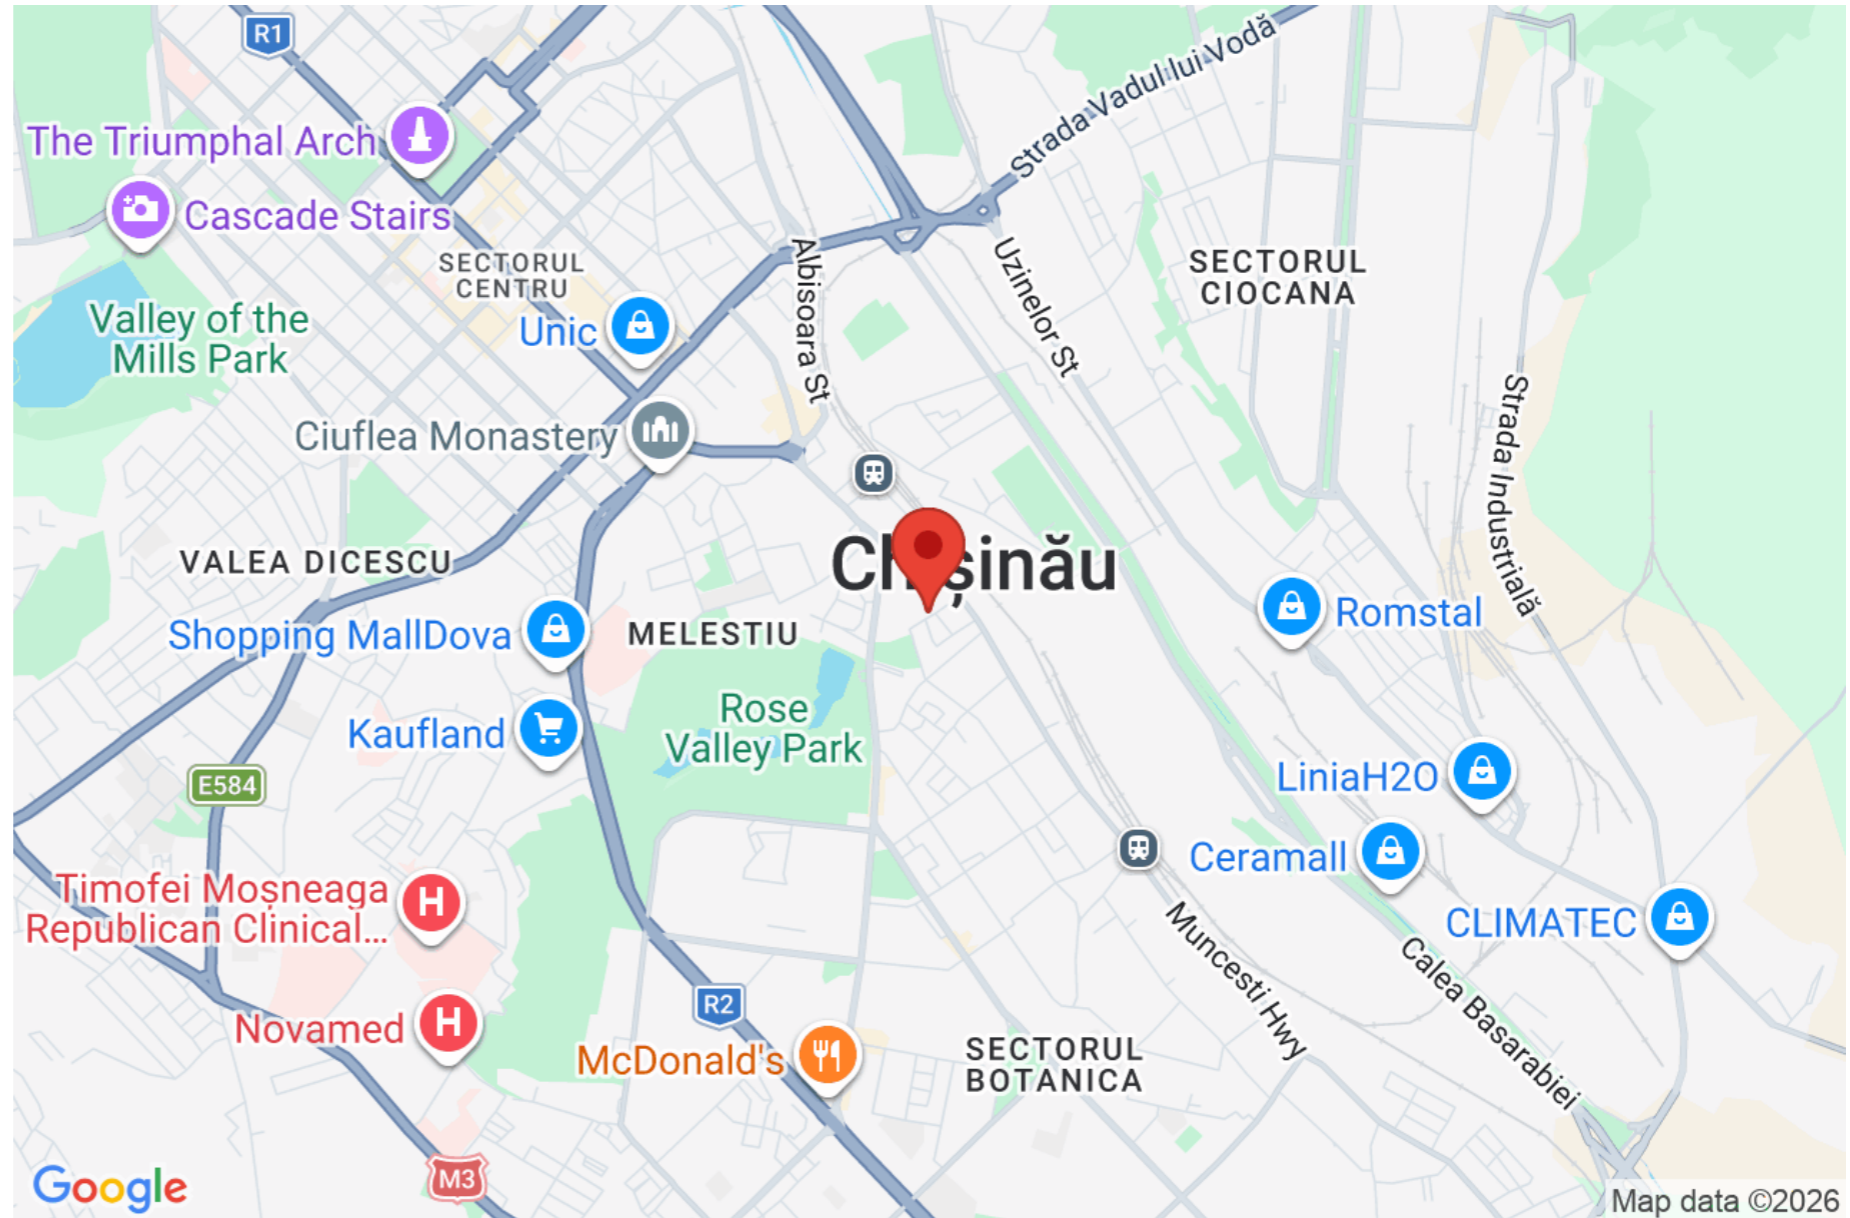 R1
Strada Vadul lui Vodă
The Triumphal Arch
Cascade Stairs
SECTORUL
CENTRU
Albisoara St
Uzinelor St
SECTORUL
CIOCANA
Valley of the
Mills Park
Unic
Strada Industrială
Ciuflea Monastery
VALEA DICESCU
Chișinău
Romstal
Shopping MallDova
MELESTIU
Rose
Valley Park
Kaufland
E584
LiniaH2O
Ceramall
Timofei Moșneaga
Republican Clinical...
H
CLIMATEC
Muncesti Hwy
Calea Basarabiei
R2
Novamed
H
McDonald's
SECTORUL
BOTANICA
M3
Google
Map data ©2026